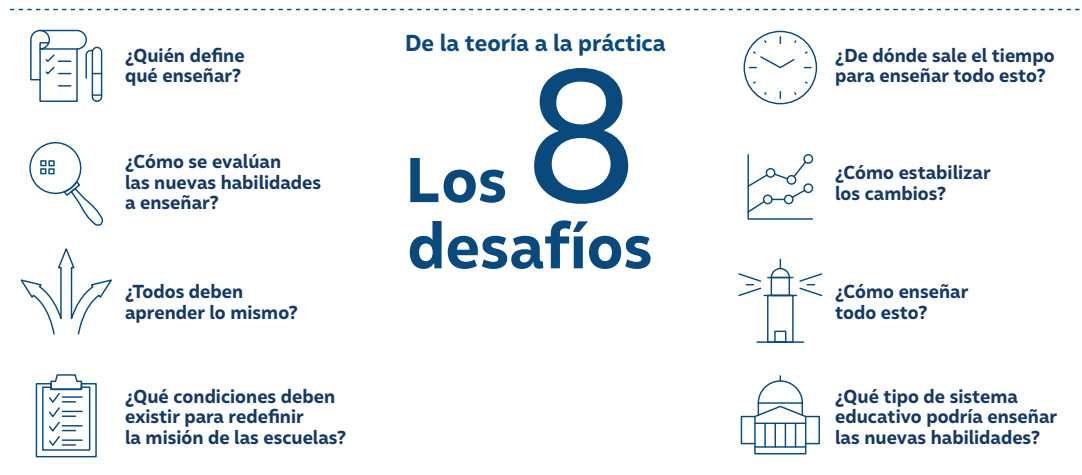 De la teoría a la práctica
Los 8
desafíos
¿Quién define
qué enseñar?
¿Cómo se evalúan
las nuevas habilidades
a enseñar?
¿Todos deben
aprender lo mismo?
¿Qué condiciones deben
existir para redefinir
la misión de las escuelas?
¿De dónde sale el tiempo
para enseñar todo esto?
¿Cómo estabilizar
los cambios?
¿Cómo enseñar
todo esto?
¿Qué tipo de sistema
educativo podría enseñar
las nuevas habilidades?